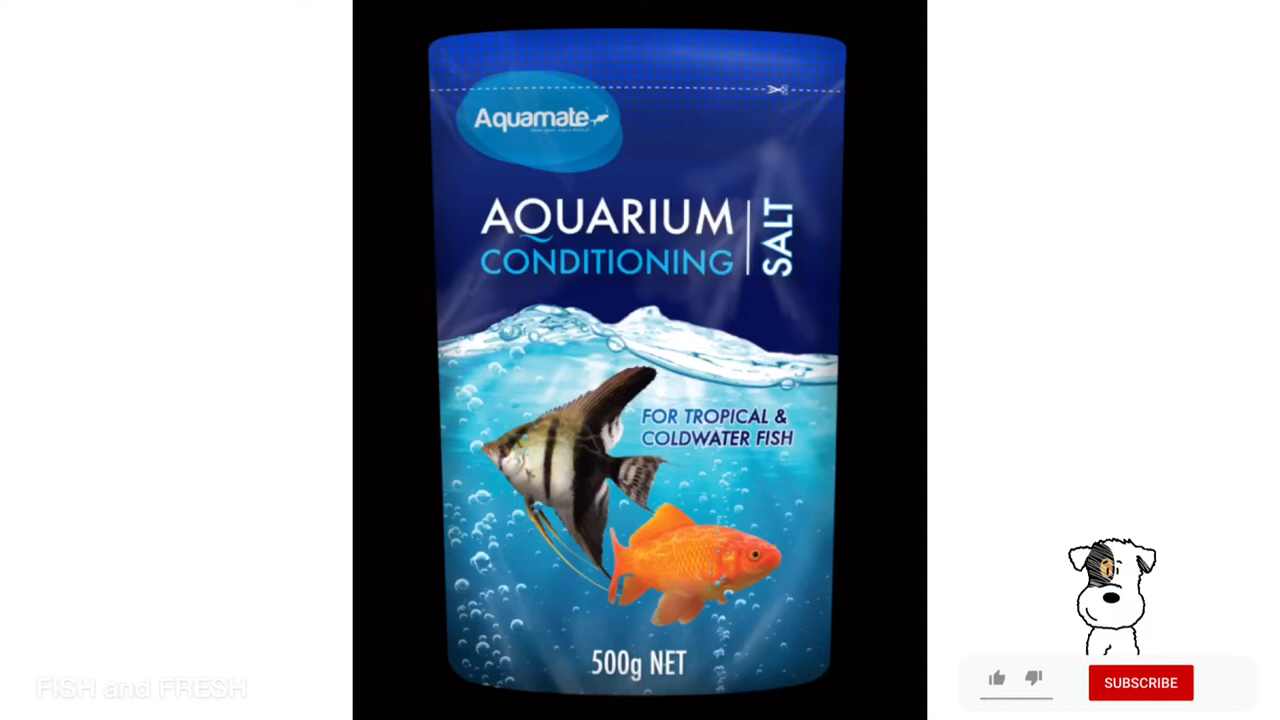 Aquamate
AQUARIUM
CONDITIONING
SALT
FOR TROPICAL &
COLDWATER FISH
500g NET
FISH and FRESH
SUBSCRIBE